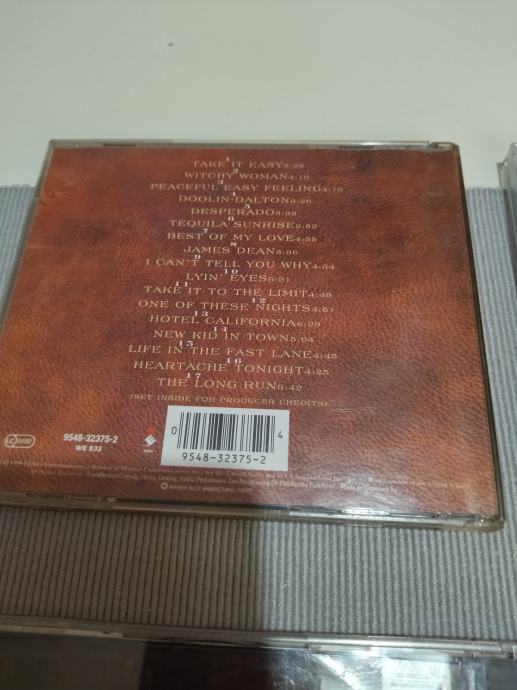 1
TAKE IT EASY 3:29
2
WITCHY WOMAN 4:10
3
PEACEFUL EASY FEELING 4:16
4
DOOLIN-DALTON 3:26
5
DESPERADO 3:33
6
TEQUILA SUNRISE 2:52
7
BEST OF MY LOVE 4:35
8
JAMES DEAN 3:36
9
I CAN'T TELL YOU WHY 4:54
10
LYIN' EYES 6:21
11
TAKE IT TO THE LIMIT 4:48
12
ONE OF THESE NIGHTS 4:51
13
HOTEL CALIFORNIA 6:29
14
NEW KID IN TOWN 5:04
15
LIFE IN THE FAST LANE 4:45
16
HEARTACHE TONIGHT 4:25
17
THE LONG RUN 3:42
(SEE INSIDE FOR PRODUCER CREDITS)
LC 0192
9548-32375-2
WE 833
0 9548-32375-2 4